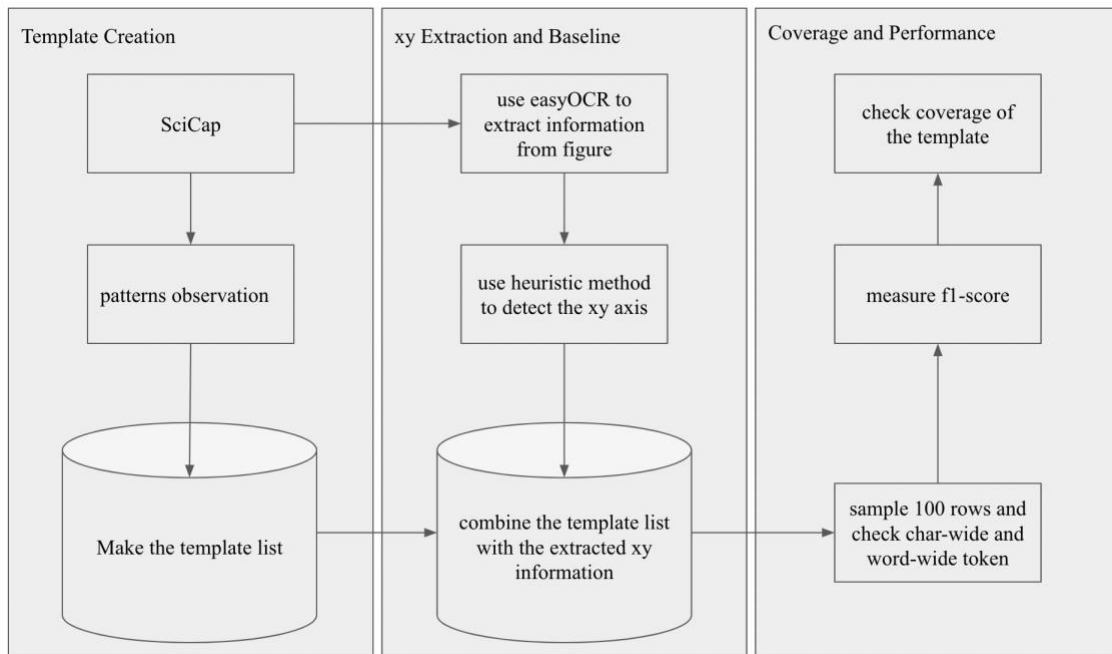 Template Creation
SciCap
patterns observation
Make the template list
xy Extraction and Baseline
use easyOCR to
extract information
from figure
use heuristic method
to detect the xy axis
combine the template list
with the extracted xy
information
Coverage and Performance
check coverage of
the template
measure f1-score
sample 100 rows and
check char-wide and
word-wide token